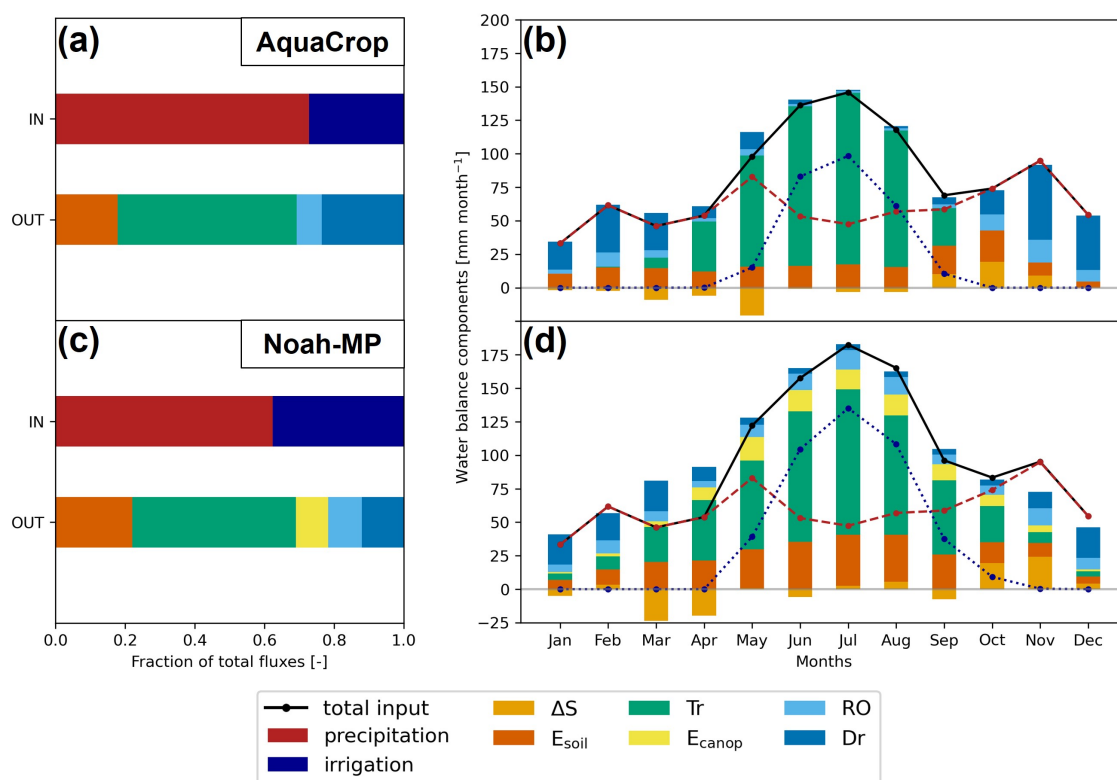 (a)
AquaCrop
IN
OUT
(c)
Noah-MP
IN
OUT
0.0 0.2 0.4 0.6 0.8 1.0
Fraction of total fluxes [-]
(b)
200
175
150
125
100
75
50
25
0
(d)
175
150
125
100
75
50
25
0
−25
Water balance components [mm month⁻¹]
Jan Feb Mar Apr May Jun Jul Aug Sep Oct Nov Dec
Months
total input
precipitation
irrigation
ΔS
E_soil
Tr
E_canop
RO
Dr